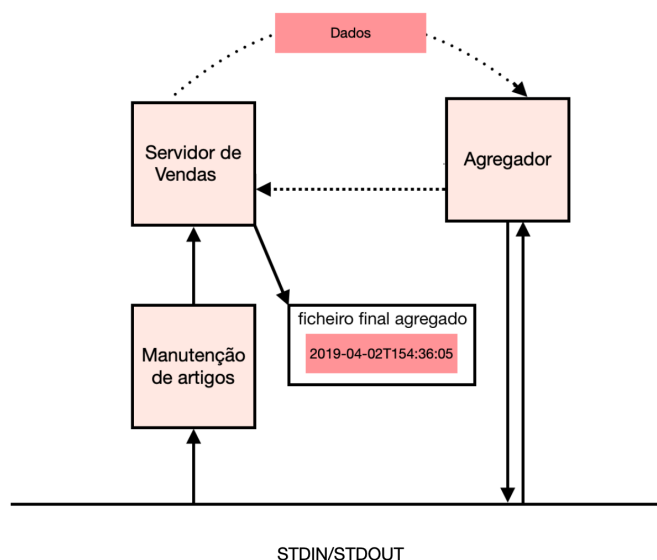 Dados
Servidor de
Vendas
Agregador
ficheiro final agregado
2019-04-02T154:36:05
Manutenção
de artigos
STDIN/STDOUT